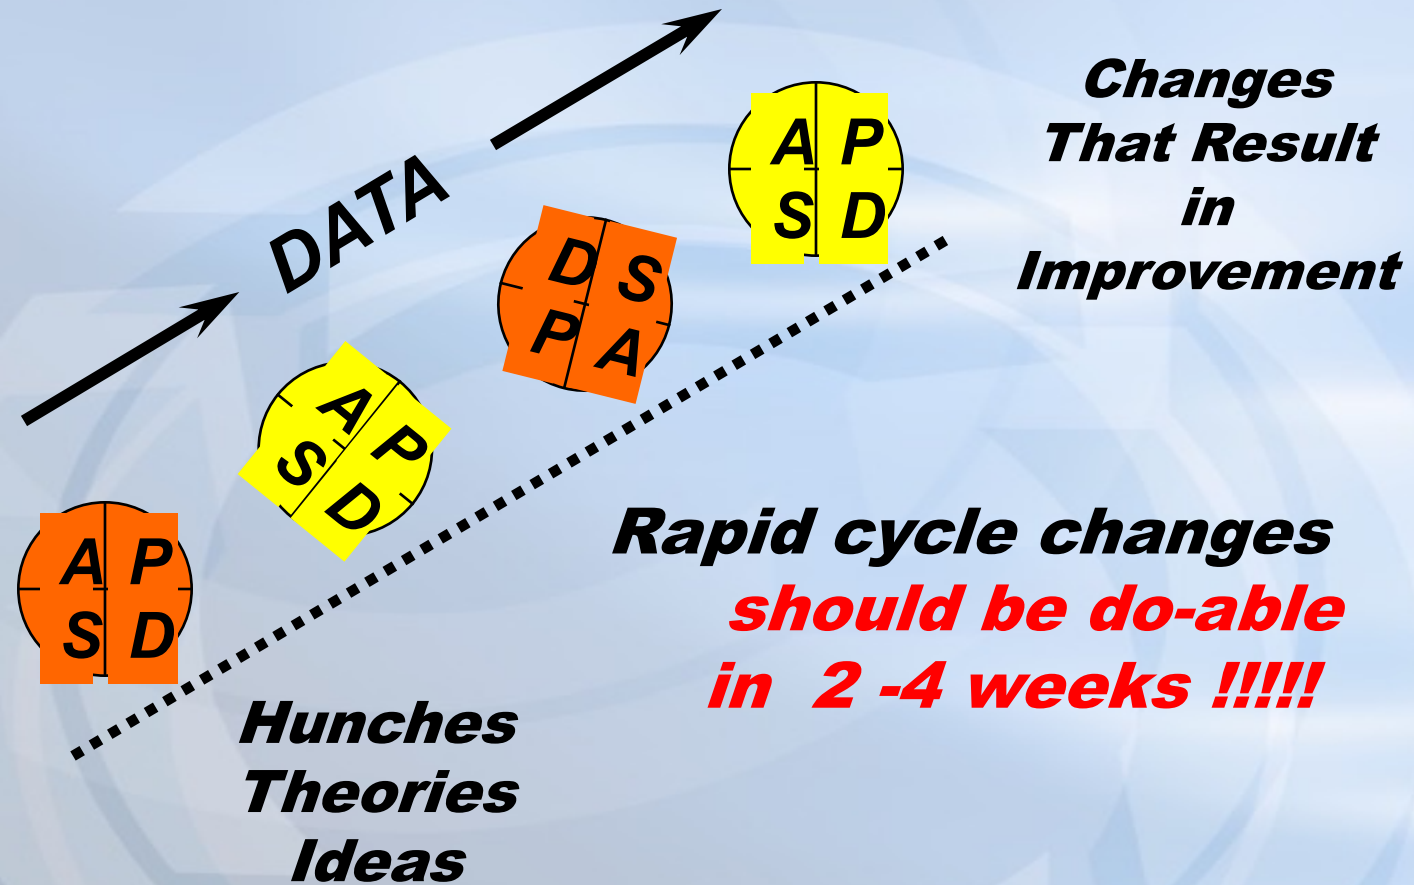 Changes
That Result
in
Improvement
DATA
A P
S D
D S
P A
A P
S D
A P
S D
Rapid cycle changes
should be do-able
in 2 -4 weeks !!!!!
Hunches
Theories
Ideas